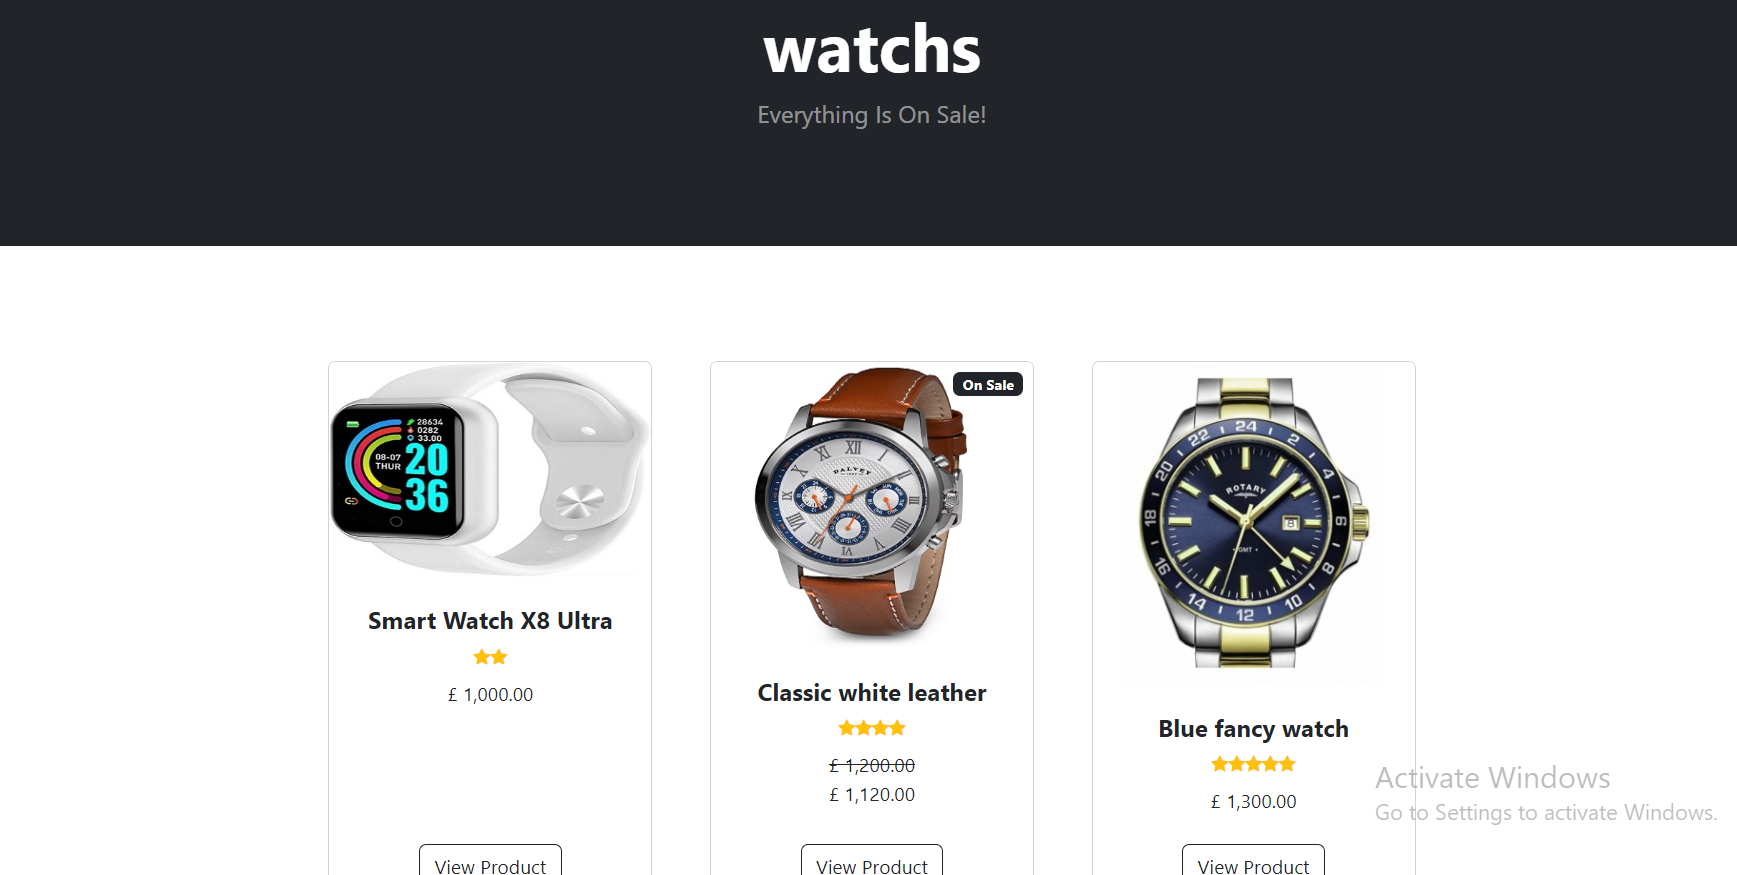 watchs
Everything Is On Sale!
28634
0282
33.00
08-07
THUR
20
36
Smart Watch X8 Ultra
£ 1,000.00
View Product
On Sale
XII
DALVEY
Classic white leather
£ 1,200.00
£ 1,120.00
View Product
22 24 2
20
ROTARY
18 8 6
GMT
16 8
14 12 10
Blue fancy watch
£ 1,300.00
View Product
Activate Windows
Go to Settings to activate Windows.